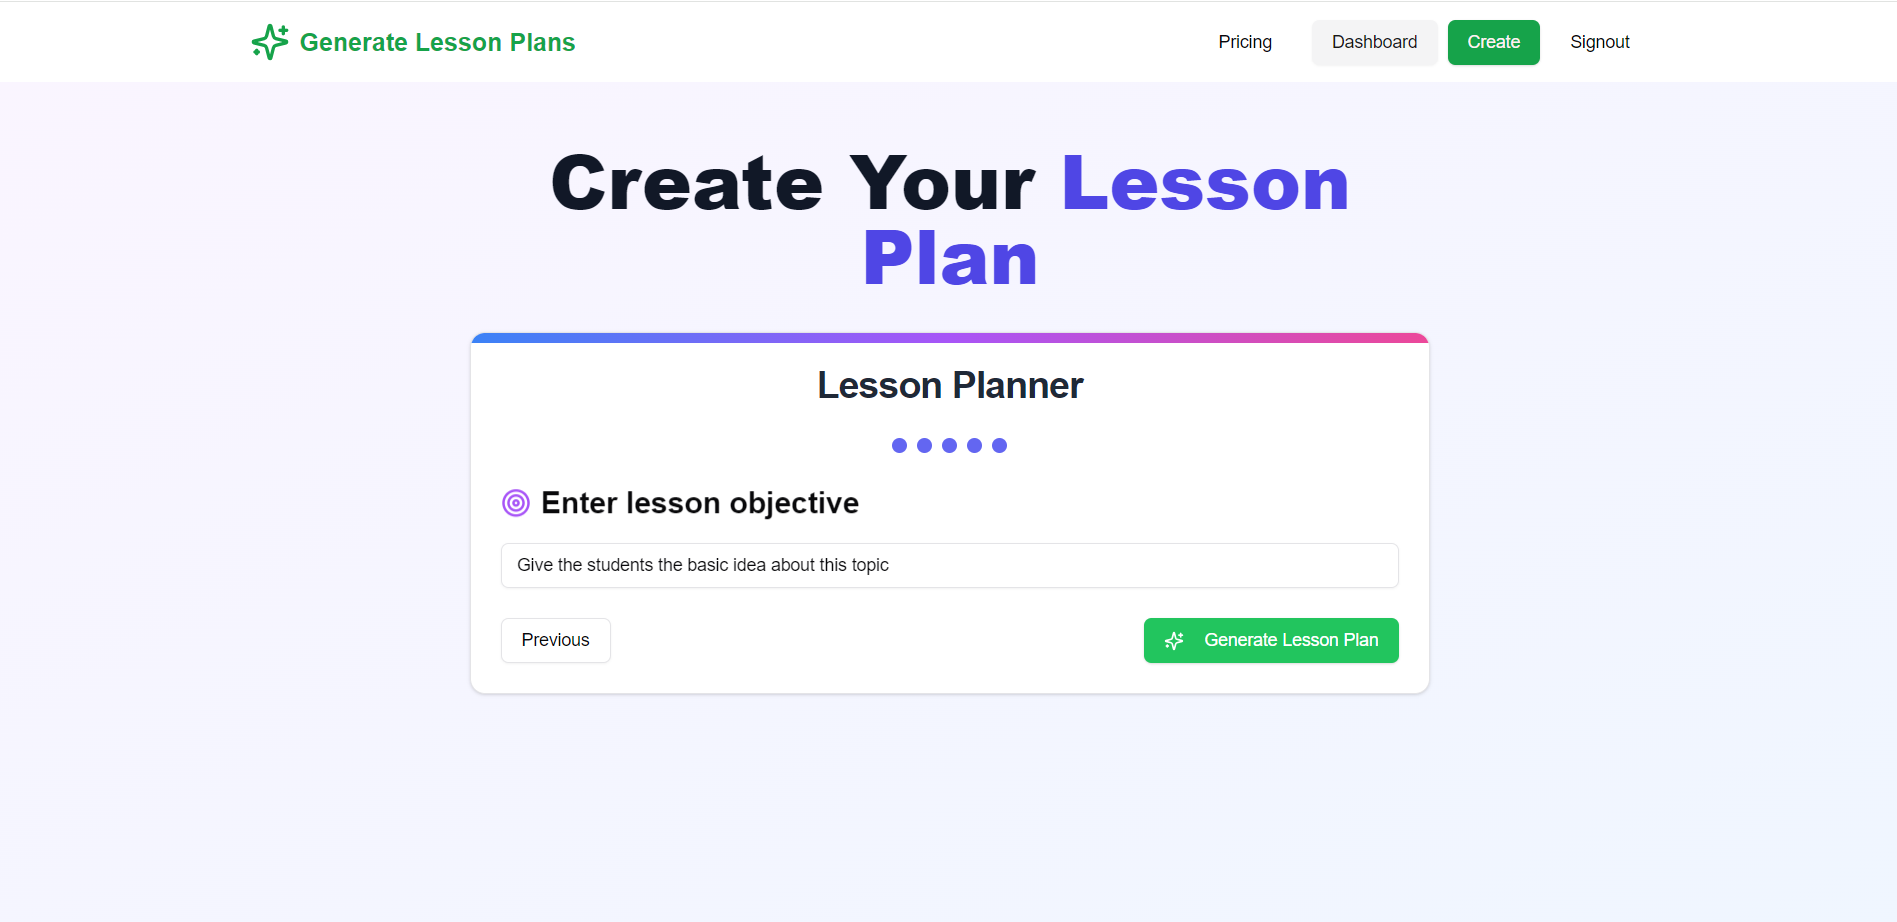 Generate Lesson Plans
Pricing
Dashboard
Create
Signout
Create Your Lesson
Plan
Lesson Planner
Enter lesson objective
Give the students the basic idea about this topic
Previous
Generate Lesson Plan